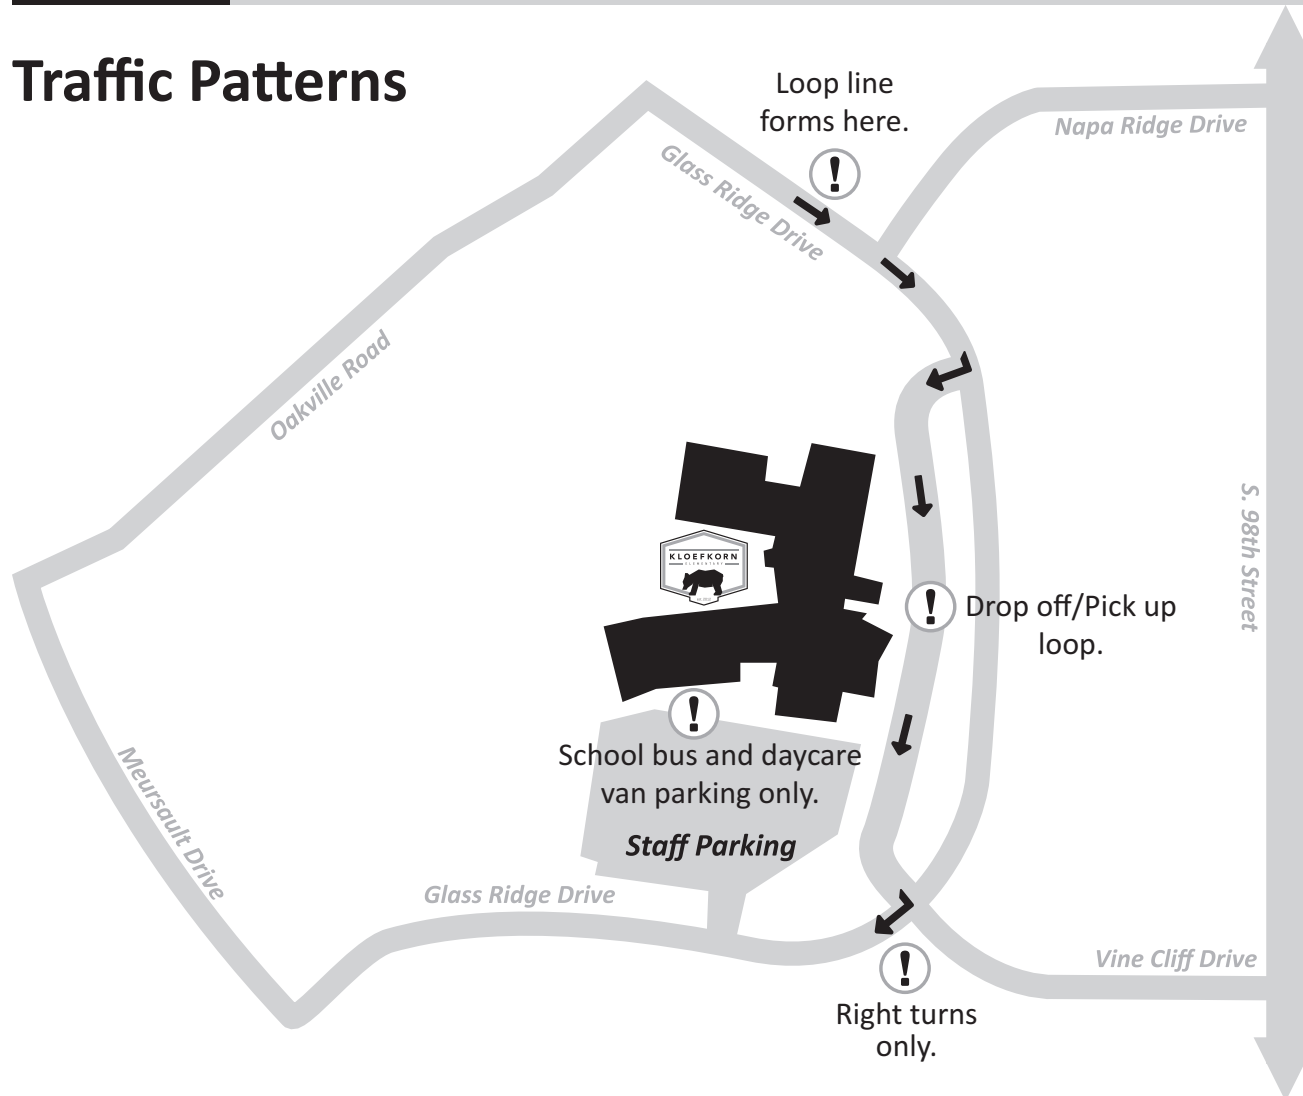 Traffic Patterns
Loop line
forms here.
Napa Ridge Drive
Glass Ridge Drive
Oakville Road
S. 98th Street
KLOEFKORN
ELEMENTARY
Drop off/Pick up
loop.
School bus and daycare
van parking only.
Staff Parking
Meursault Drive
Glass Ridge Drive
Vine Cliff Drive
Right turns
only.